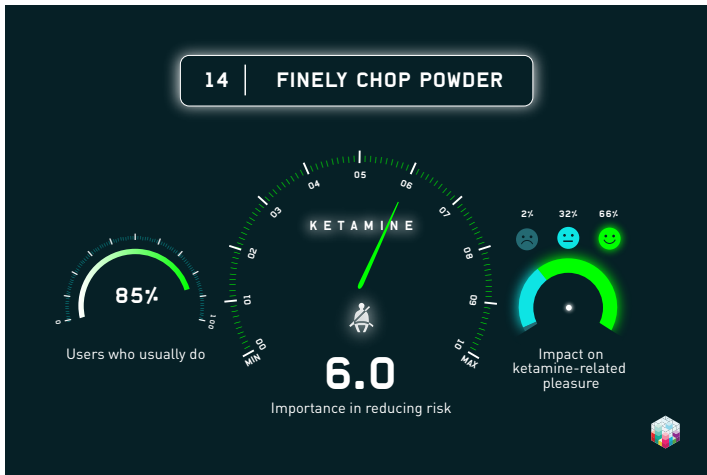 14 FINELY CHOP POWDER
KETAMINE
MIN
00
01
02
03
04
05
06
07
08
09
10
MAX
0
100
85%
Users who usually do
6.0
Importance in reducing risk
2% 32% 66%
Impact on
ketamine-related
pleasure